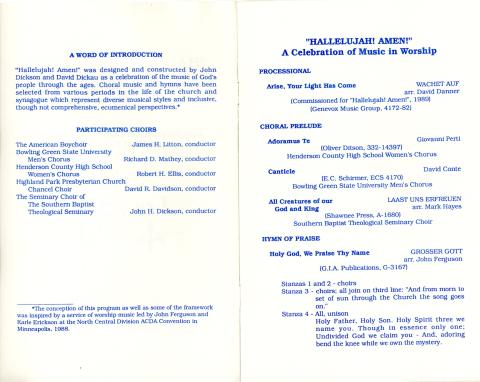 A WORD OF INTRODUCTION
"Hallelujah! Amen!" was designed and constructed by John
Dickson and David Dickau as a celebration of the music of God's
people through the ages. Choral music and hymns have been
selected from various periods in the life of the church and
synagogue which represent diverse musical styles and inclusive,
though not comprehensive, ecumenical perspectives.*
PARTICIPATING CHOIRS
The American Boychoir James H. Litton, conductor
Bowling Green State University
Men's Chorus Richard D. Mathey, conductor
Henderson County High School
Women's Chorus Robert H. Ellis, conductor
Highland Park Presbyterian Church
Chancel Choir David R. Davidson, conductor
The Seminary Choir of
The Southern Baptist
Theological Seminary John H. Dickson, conductor
*The conception of this program as well as some of the framework
was inspired by a service of worship music led by John Ferguson and
Karle Erickson at the North Central Division ACDA Convention in
Minneapolis, 1988.
"HALLELUJAH! AMEN!"
A Celebration of Music in Worship
PROCESSIONAL
Arise, Your Light Has Come WACHET AUF
arr. David Danner
(Commissioned for "Hallelujah! Amen!", 1989)
(Genevox Music Group, 4172-82)
CHORAL PRELUDE
Adoramus Te Giovanni Perti
(Oliver Ditson, 332-14397)
Henderson County High School Women's Chorus
Canticle David Conte
(E.C. Schirmer, ECS 4170)
Bowling Green State University Men's Chorus
All Creatures of our LAAST UNS ERFREUEN
God and King arr. Mark Hayes
(Shawnee Press, A-1680)
Southern Baptist Theological Seminary Choir
HYMN OF PRAISE
Holy God, We Praise Thy Name GROSSER GOTT
arr. John Ferguson
(G.I.A. Publications, G-3167)
Stanzas 1 and 2 - choirs
Stanza 3 - choirs; all join on third line: "And from morn to
set of sun through the Church the song goes
on."
Stanza 4 - All, unison
Holy Father, Holy Son. Holy Spirit three we
name you. Though in essence only one;
Undivided God we claim you - And, adoring
bend the knee while we own the mystery.